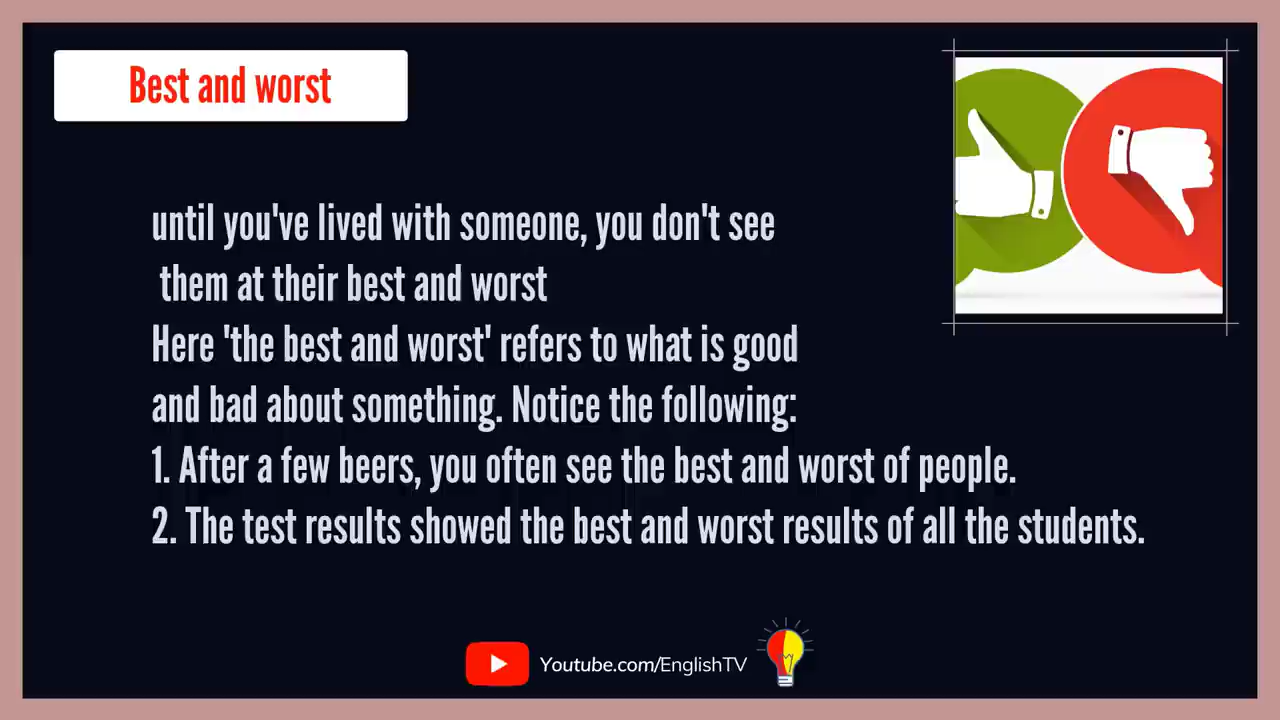 Best and worst
until you've lived with someone, you don't see
them at their best and worst
Here 'the best and worst' refers to what is good
and bad about something. Notice the following:
1. After a few beers, you often see the best and worst of people.
2. The test results showed the best and worst results of all the students.
Youtube.com/EnglishTV